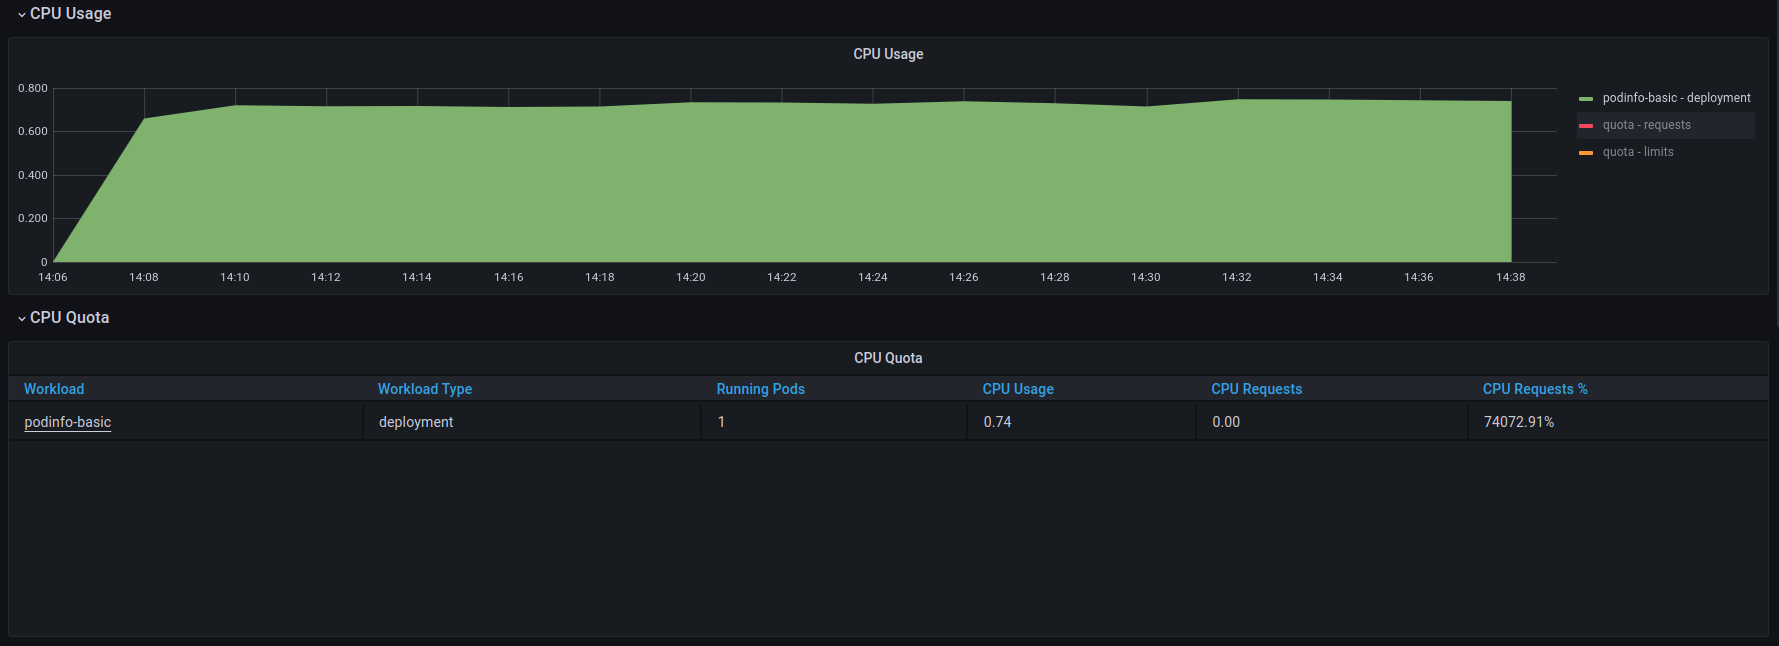 CPU Usage
CPU Usage
0.800
0.600
0.400
0.200
0
14:06 14:08 14:10 14:12 14:14 14:16 14:18 14:20 14:22 14:24 14:26 14:28 14:30 14:32 14:34 14:36 14:38
podinfo-basic - deployment
quota - requests
quota - limits
CPU Quota
CPU Quota
Workload Workload Type Running Pods CPU Usage CPU Requests CPU Requests %
podinfo-basic deployment 1 0.74 0.00 74072.91%